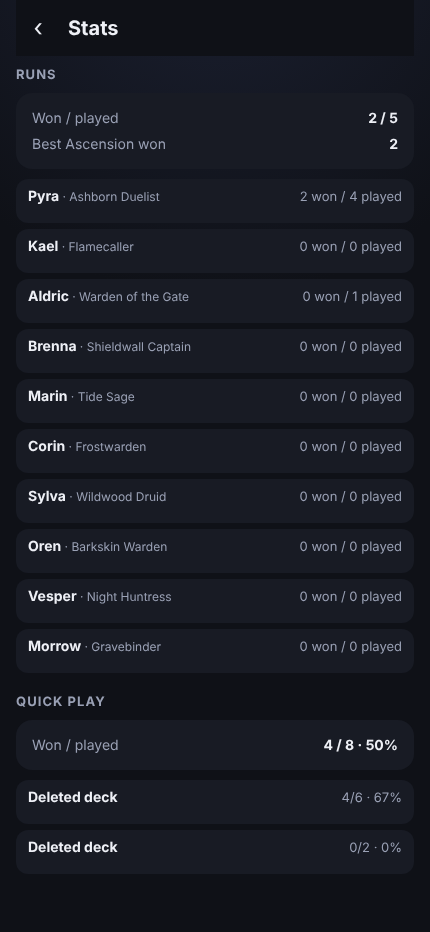 ‹ Stats
RUNS
Won / played 2 / 5
Best Ascension won 2
Pyra · Ashborn Duelist 2 won / 4 played
Kael · Flamecaller 0 won / 0 played
Aldric · Warden of the Gate 0 won / 1 played
Brenna · Shieldwall Captain 0 won / 0 played
Marin · Tide Sage 0 won / 0 played
Corin · Frostwarden 0 won / 0 played
Sylva · Wildwood Druid 0 won / 0 played
Oren · Barkskin Warden 0 won / 0 played
Vesper · Night Huntress 0 won / 0 played
Morrow · Gravebinder 0 won / 0 played
QUICK PLAY
Won / played 4 / 8 · 50%
Deleted deck 4/6 · 67%
Deleted deck 0/2 · 0%